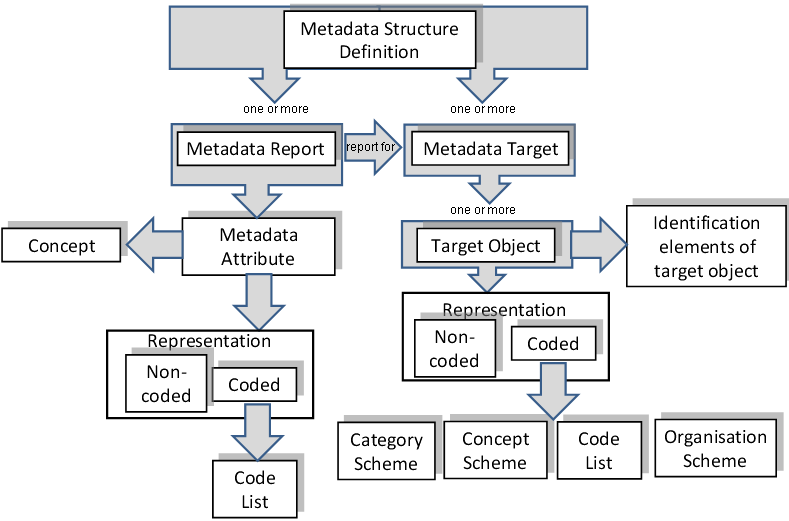 Metadata Structure
Definition
one or more
one or more
Metadata Report
report for
Metadata Target
one or more
Concept
Metadata
Attribute
Target Object
Identification
elements of
target object
Representation
Non-
coded
Coded
Representation
Non-
coded
Coded
Category
Scheme
Concept
Scheme
Code
List
Organisation
Scheme
Code
List